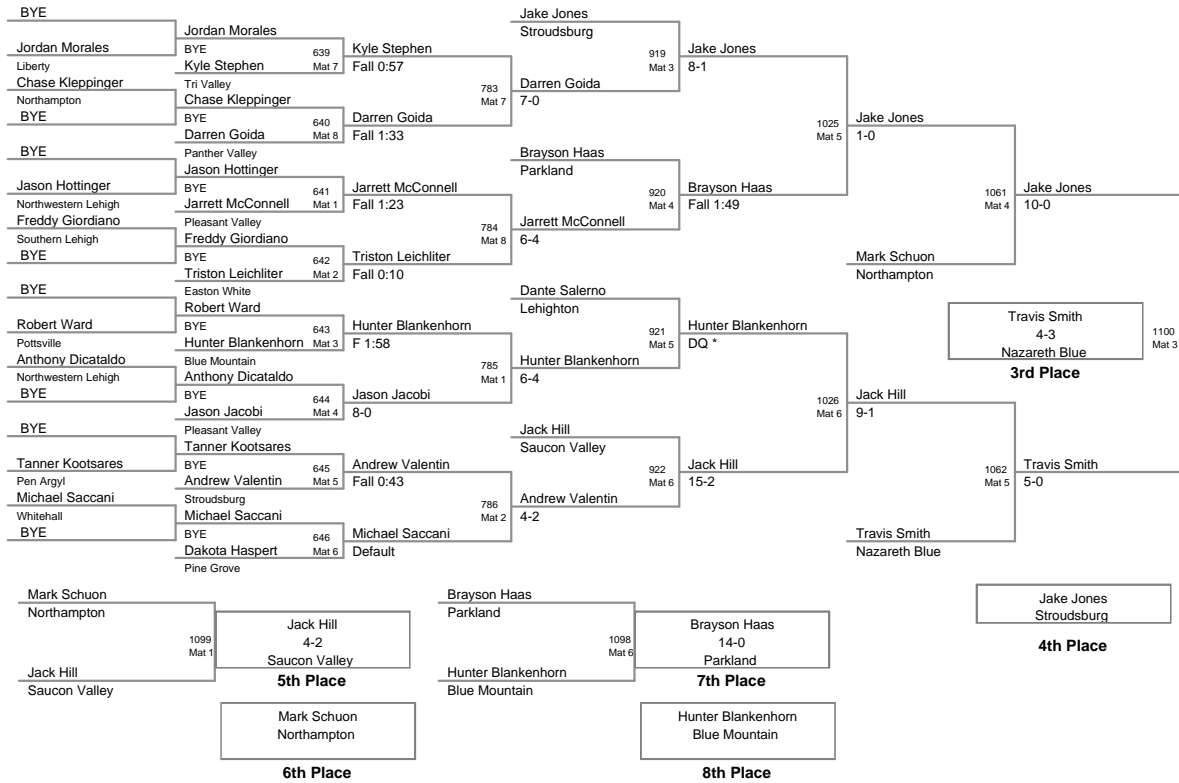 BYE
Jordan Morales
Liberty
Chase Kleppinger
Northampton
BYE
BYE
Jason Hottinger
Northwestern Lehigh
Freddy Giordiano
Southern Lehigh
BYE
BYE
Robert Ward
Pottsville
Anthony Dicataldo
Northwestern Lehigh
BYE
BYE
Tanner Kootsares
Pen Argyl
Michael Saccani
Whitehall
BYE
Jordan Morales
BYE
639
Kyle Stephen
Mat 7
Tri Valley
Chase Kleppinger
BYE
640
Darren Goida
Mat 8
Panther Valley
Jason Hottinger
BYE
641
Jarrett McConnell
Mat 1
Pleasant Valley
Freddy Giordiano
BYE
642
Triston Leichliter
Mat 2
Easton White
Robert Ward
BYE
643
Hunter Blankenhorn
Mat 3
Blue Mountain
Anthony Dicataldo
BYE
644
Jason Jacobi
Mat 4
Pleasant Valley
Tanner Kootsares
BYE
645
Andrew Valentin
Mat 5
Stroudsburg
Michael Saccani
BYE
646
Dakota Haspert
Mat 6
Pine Grove
Kyle Stephen
Fall 0:57
783
Mat 7
Darren Goida
Fall 1:33
Jarrett McConnell
Fall 1:23
784
Mat 8
Triston Leichliter
Fall 0:10
Hunter Blankenhorn
F 1:58
785
Mat 1
Jason Jacobi
8-0
Andrew Valentin
Fall 0:43
786
Mat 2
Michael Saccani
Default
Jake Jones
Stroudsburg
919
Mat 3
Darren Goida
7-0
Brayson Haas
Parkland
920
Mat 4
Jarrett McConnell
6-4
Dante Salerno
Lehighton
921
Mat 5
Hunter Blankenhorn
6-4
Jack Hill
Saucon Valley
922
Mat 6
Andrew Valentin
4-2
Jake Jones
8-1
1025
Mat 5
Brayson Haas
Fall 1:49
Hunter Blankenhorn
DQ *
1026
Mat 6
Jack Hill
15-2
Jake Jones
1-0
1061
Mat 4
Mark Schuon
Northampton
Jack Hill
9-1
1062
Mat 5
Travis Smith
Nazareth Blue
Jake Jones
10-0
Travis Smith
4-3
Nazareth Blue
1100
Mat 3
3rd Place
Travis Smith
5-0
Jake Jones
Stroudsburg
4th Place
Mark Schuon
Northampton
1099
Mat 1
Jack Hill
Saucon Valley
Jack Hill
4-2
Saucon Valley
5th Place
Mark Schuon
Northampton
6th Place
Brayson Haas
Parkland
1098
Mat 6
Hunter Blankenhorn
Blue Mountain
Brayson Haas
14-0
Parkland
7th Place
Hunter Blankenhorn
Blue Mountain
8th Place